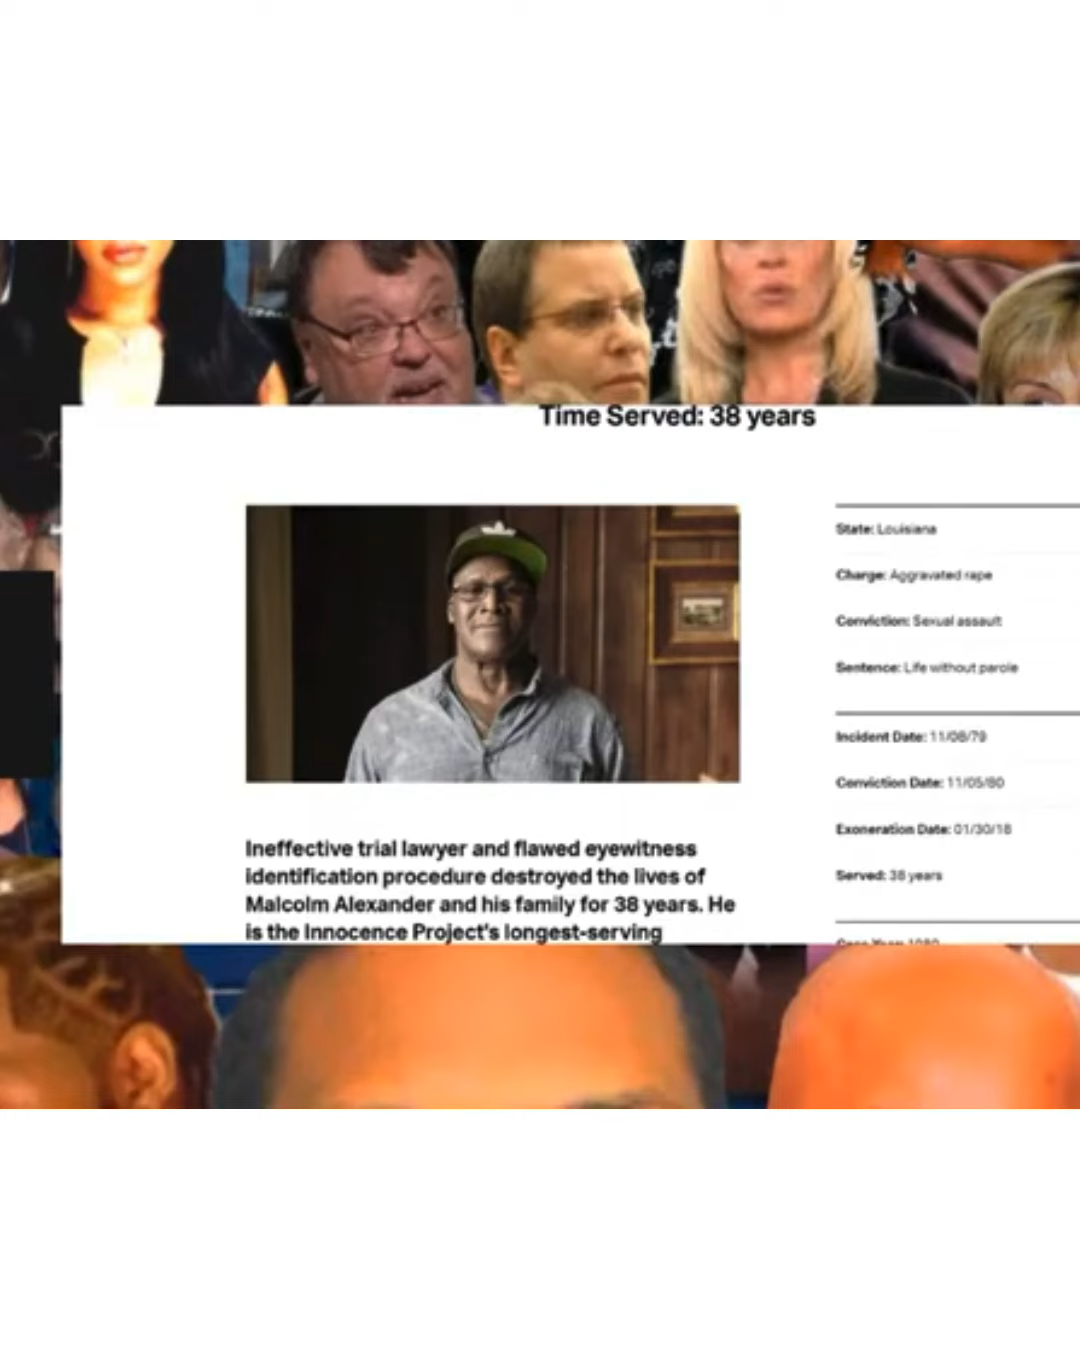 Time Served: 38 years
State: Louisiana
Charge: Aggravated rape
Conviction: Sexual assault
Sentence: Life without parole
Incident Date: 11/08/79
Conviction Date: 11/05/80
Exoneration Date: 01/30/18
Served: 38 years
Ineffective trial lawyer and flawed eyewitness
identification procedure destroyed the lives of
Malcolm Alexander and his family for 38 years. He
is the Innocence Project's longest-serving